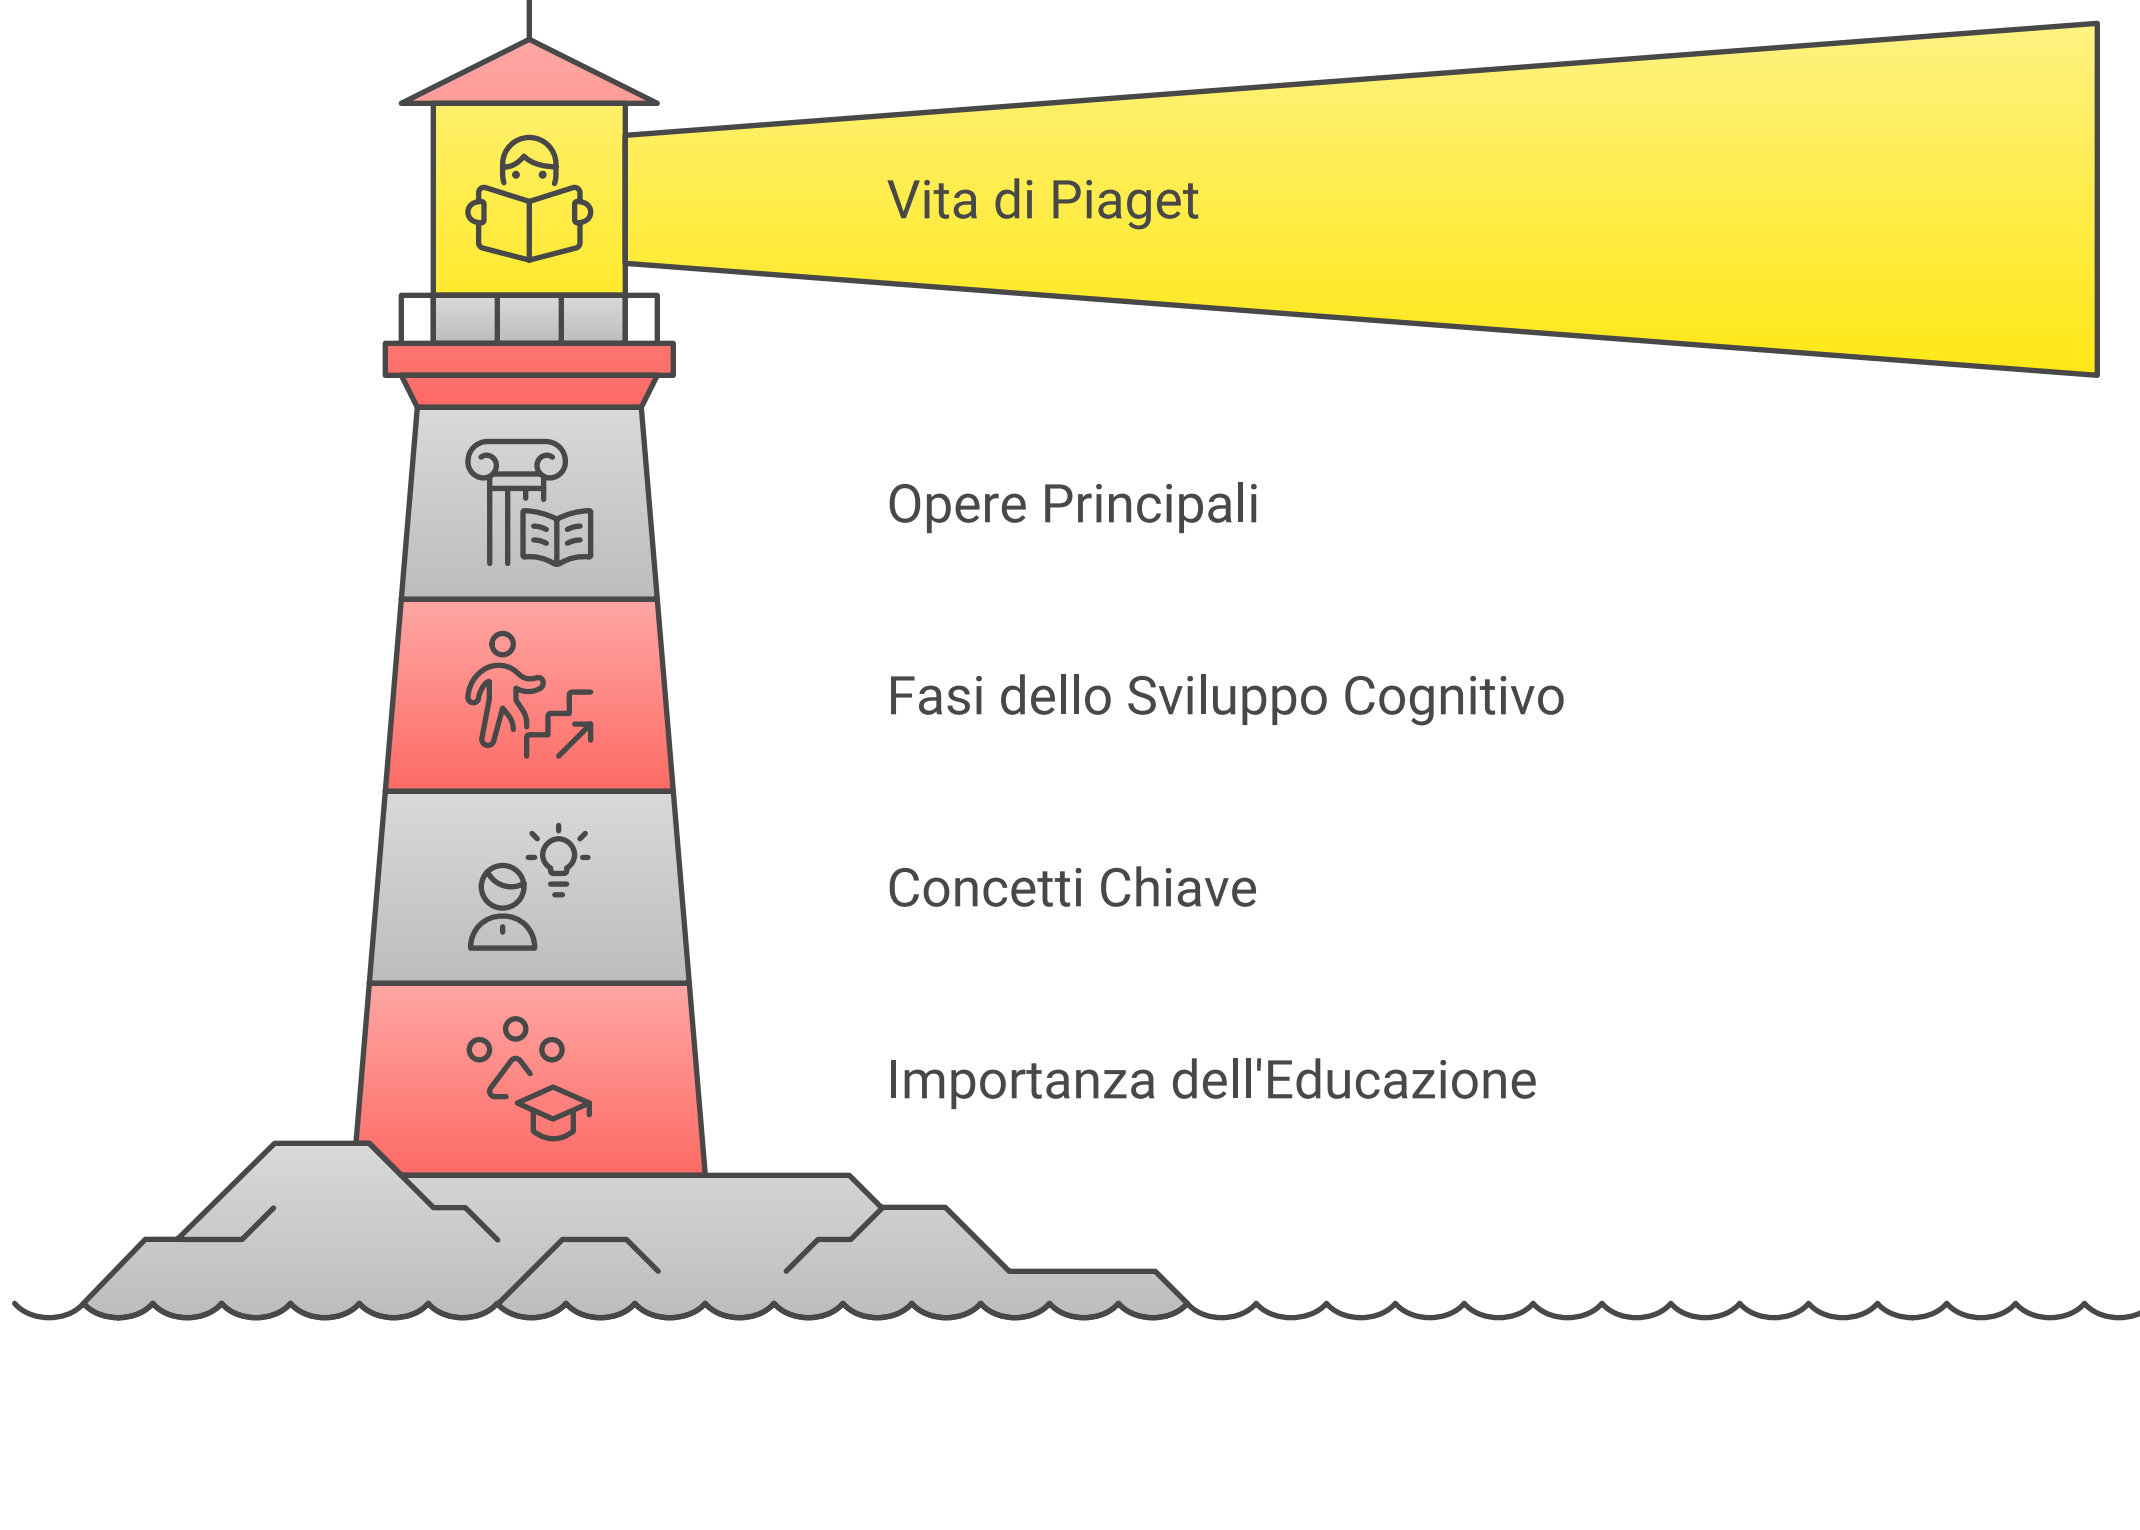 Vita di Piaget
Opere Principali
Fasi dello Sviluppo Cognitivo
Concetti Chiave
Importanza dell'Educazione